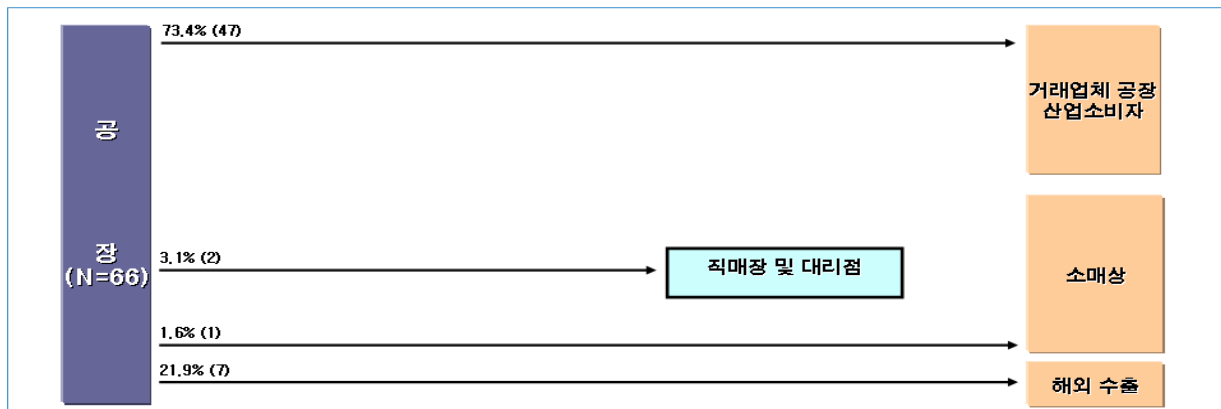 73.4% (47)
거래업체 공장
산업소비자
공
장
(N=66)
3.1% (2)
직매장 및 대리점
소매상
1.6% (1)
21.9% (7)
해외 수출